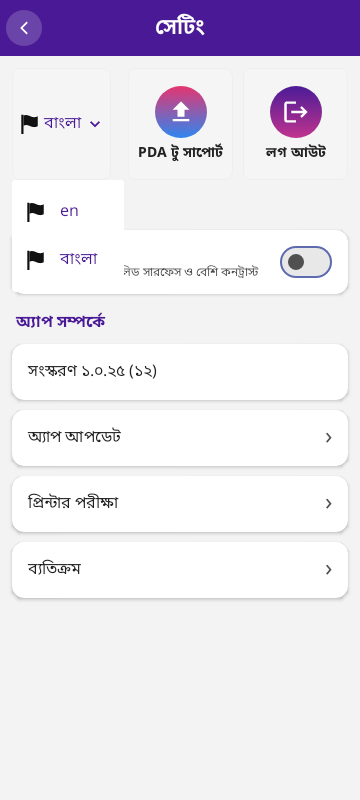 সেটিং
বাংলা
PDA টু সাপোর্ট
লগ আউট
en
বাংলা
সারফেস ও বেশি কনট্রাস্ট
অ্যাপ সম্পর্কে
সংস্করণ ১.০.২৫ (১২)
অ্যাপ আপডেট
প্রিন্টার পরীক্ষা
ব্যতিক্রম